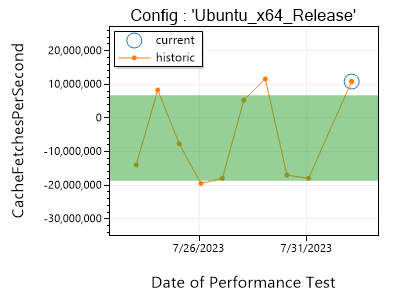 Config : 'Ubuntu_x64_Release'
current
historic
CacheFetchesPerSecond
20,000,000
10,000,000
0
-10,000,000
-20,000,000
-30,000,000
7/26/2023
7/31/2023
Date of Performance Test